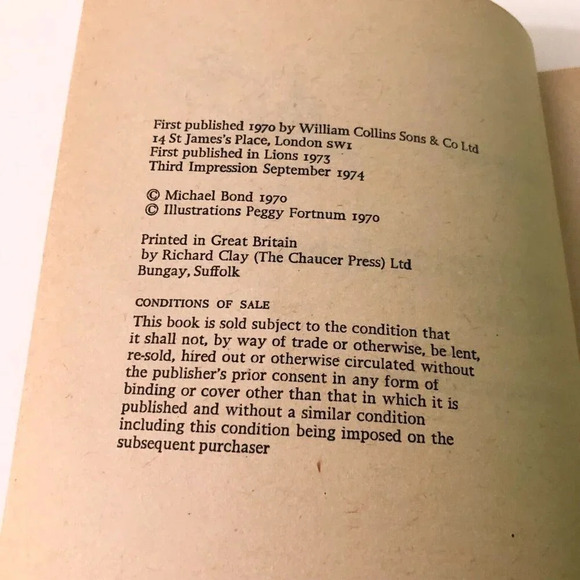 First published 1970 by William Collins Sons & Co Ltd
14 St James's Place, London SW1
First published in Lions 1973
Third Impression September 1974
© Michael Bond 1970
© Illustrations Peggy Fortnum 1970
Printed in Great Britain
by Richard Clay (The Chaucer Press) Ltd
Bungay, Suffolk
CONDITIONS OF SALE
This book is sold subject to the condition that
it shall not, by way of trade or otherwise, be lent,
re-sold, hired out or otherwise circulated without
the publisher's prior consent in any form of
binding or cover other than that in which it is
published and without a similar condition
including this condition being imposed on the
subsequent purchaser